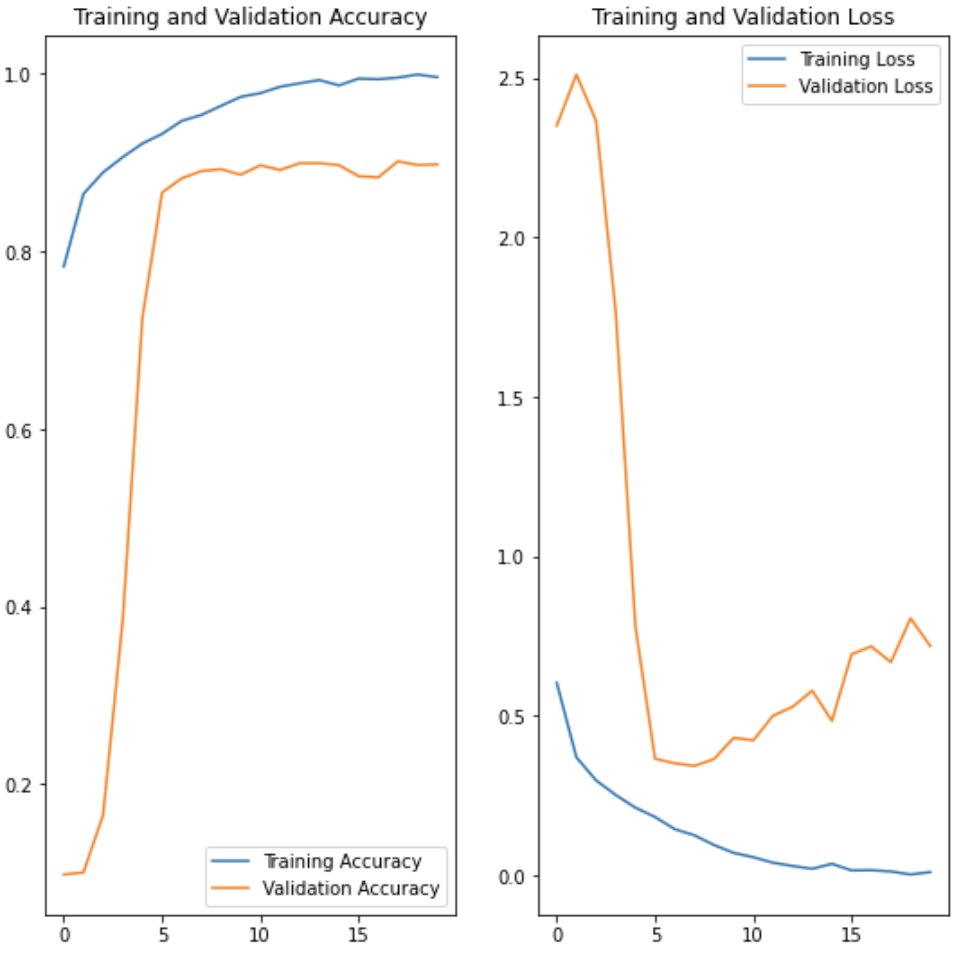 Training and Validation Accuracy
1.0
0.8
0.6
0.4
0.2
Training Accuracy
Validation Accuracy
0 5 10 15
Training and Validation Loss
Training Loss
Validation Loss
2.5
2.0
1.5
1.0
0.5
0.0
0 5 10 15